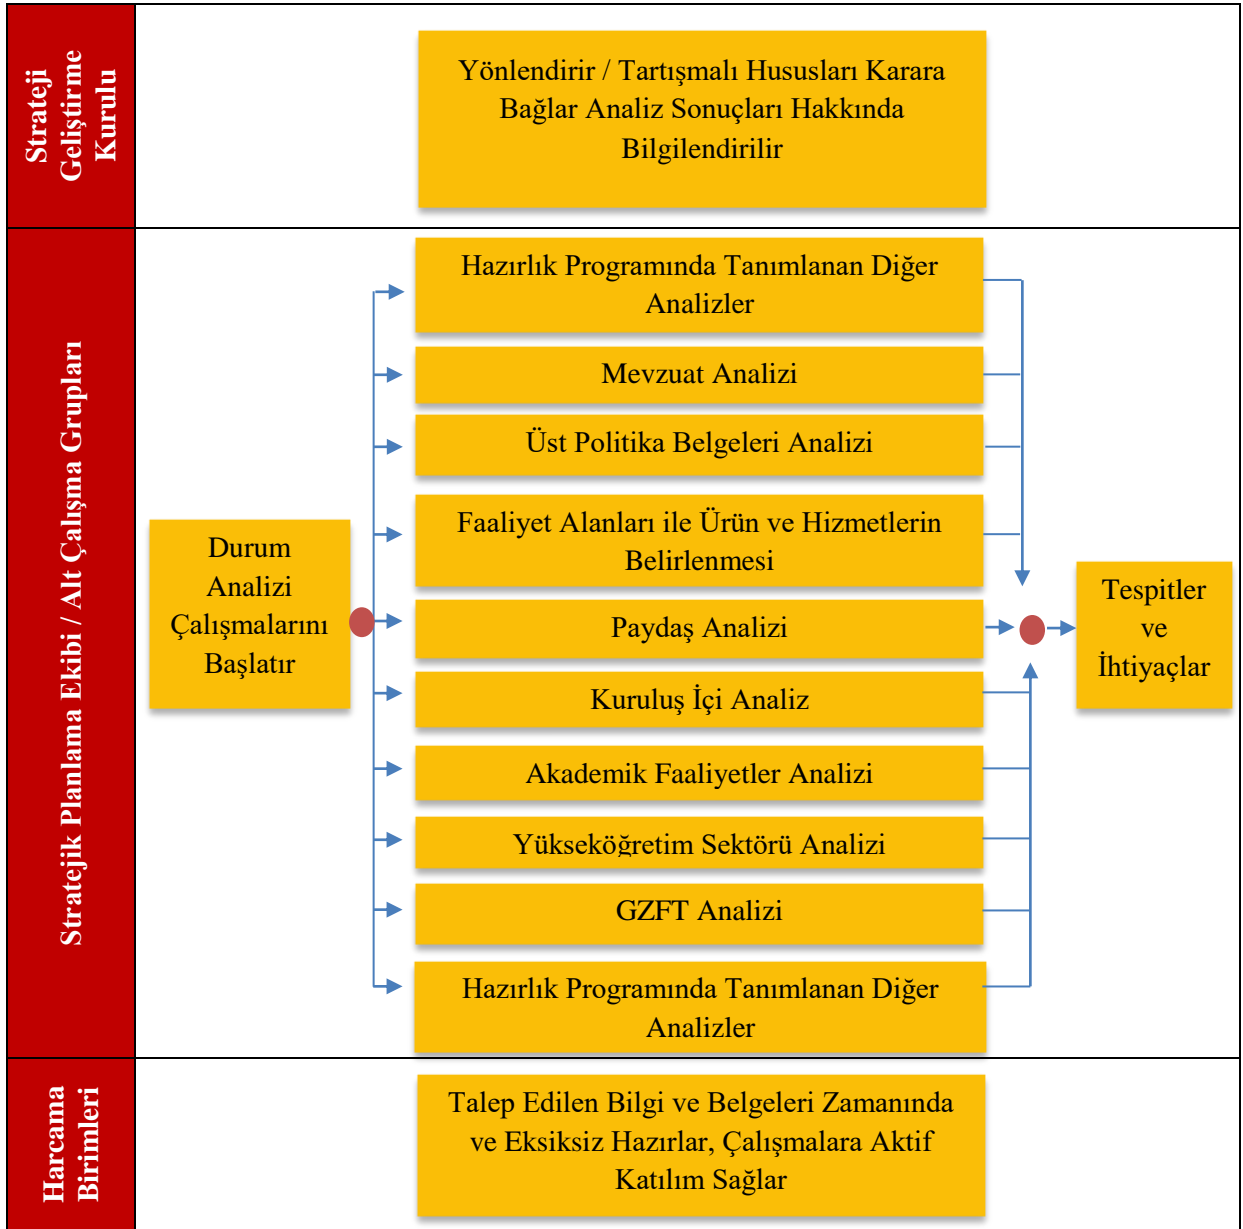 Strateji
Geliştirme
Kurulu
Yönlendirir / Tartışmalı Hususları Karara
Bağlar Analiz Sonuçları Hakkında
Bilgilendirilir
Stratejik Planlama Ekibi / Alt Çalışma Grupları
Durum
Analizi
Çalışmalarını
Başlatır
Hazırlık Programında Tanımlanan Diğer
Analizler
Mevzuat Analizi
Üst Politika Belgeleri Analizi
Faaliyet Alanları ile Ürün ve Hizmetlerin
Belirlenmesi
Paydaş Analizi
Kuruluş İçi Analiz
Akademik Faaliyetler Analizi
Yükseköğretim Sektörü Analizi
GZFT Analizi
Hazırlık Programında Tanımlanan Diğer
Analizler
Tespitler
ve
İhtiyaçlar
Harcama
Birimleri
Talep Edilen Bilgi ve Belgeleri Zamanında
ve Eksiksiz Hazırlar, Çalışmalara Aktif
Katılım Sağlar